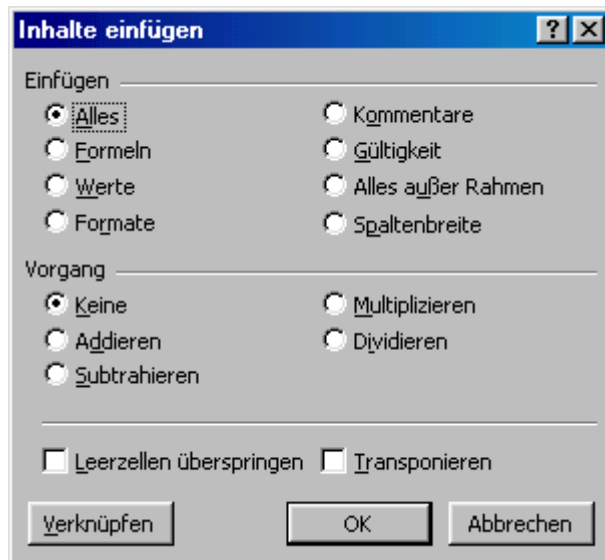 Inhalte einfügen
Einfügen
Alles Kommentare
Formeln Gültigkeit
Werte Alles außer Rahmen
Formate Spaltenbreite
Vorgang
Keine Multiplizieren
Addieren Dividieren
Subtrahieren
Leerzellen überspringen Transponieren
Verknüpfen OK Abbrechen